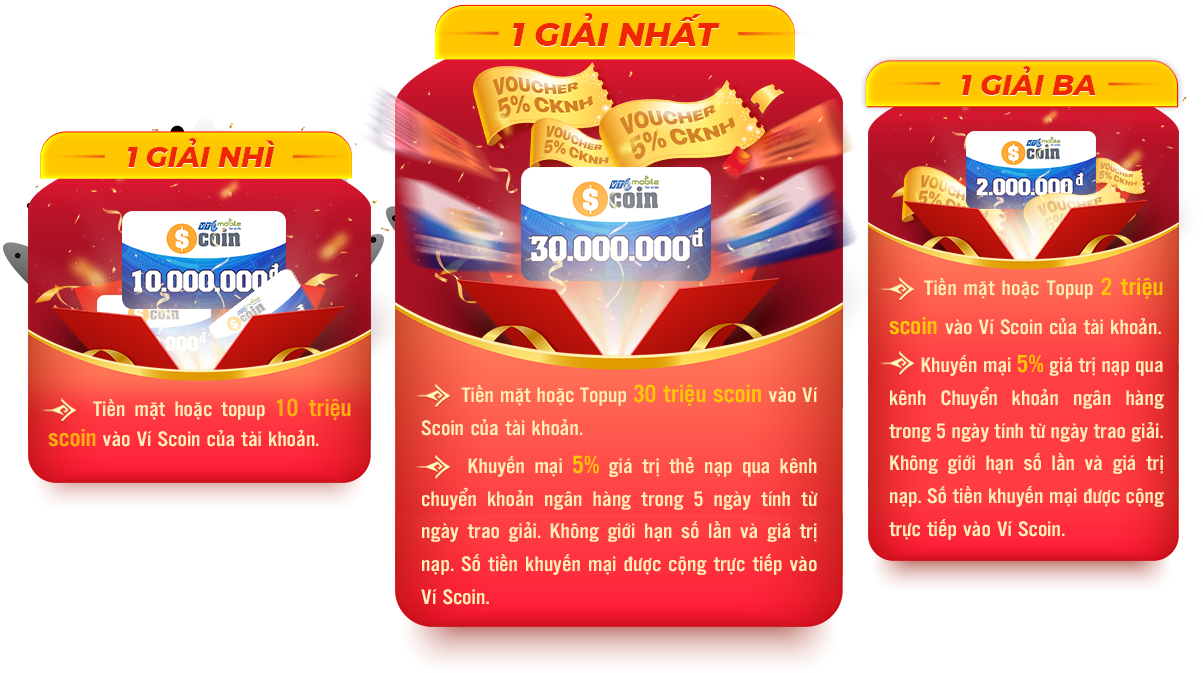 1 GIẢI NHÌ
VTC mobile
Scoin
10.000.000đ
coin
Tiền mặt hoặc topup 10 triệu
scoin vào Ví Scoin của tài khoản.
1 GIẢI NHẤT
VOUCHER
5% CKNH
VOUCHER
5% CKNH
VOUCHER
5% CKNH
VTC mobile
Scoin
30.000.000đ
Tiền mặt hoặc Topup 30 triệu scoin vào Ví
Scoin của tài khoản.
Khuyến mại 5% giá trị thẻ nạp qua kênh
chuyển khoản ngân hàng trong 5 ngày tính từ
ngày trao giải. Không giới hạn số lần và giá trị
nạp. Số tiền khuyến mại được cộng trực tiếp vào
Ví Scoin.
1 GIẢI BA
VTC mobile
Scoin
2.000.000đ
VOUCHER
5% CKNH
Tiền mặt hoặc Topup 2 triệu
scoin vào Ví Scoin của tài khoản.
Khuyến mại 5% giá trị nạp qua
kênh Chuyển khoản ngân hàng
trong 5 ngày tính từ ngày trao giải.
Không giới hạn số lần và giá trị
nạp. Số tiền khuyến mại được cộng
trực tiếp vào Ví Scoin.